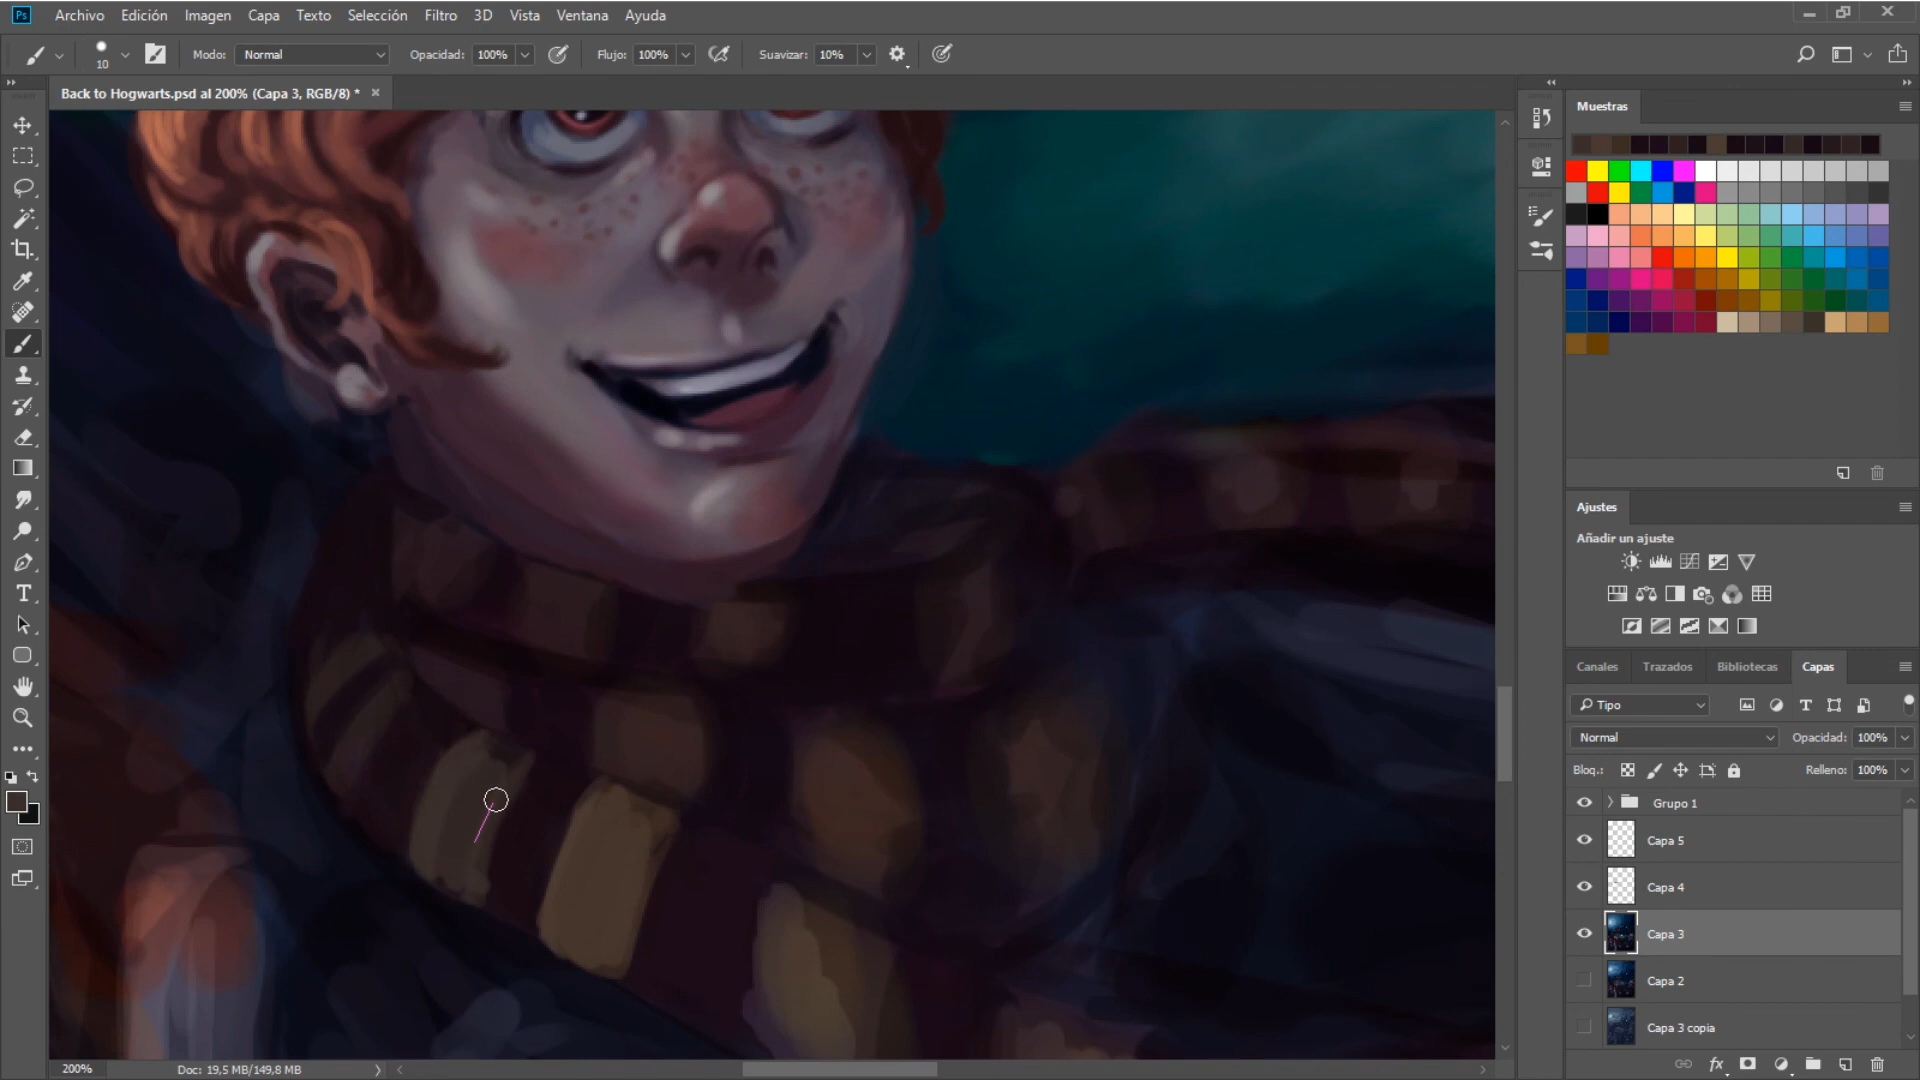 Ps Archivo Edición Imagen Capa Texto Selección Filtro 3D Vista Ventana Ayuda
10 Modo: Normal Opacidad: 100% Flujo: 100% Suavizar: 10%
Back to Hogwarts.psd al 200% (Capa 3, RGB/8) *
Muestras
Ajustes
Añadir un ajuste
Canales Trazados Bibliotecas Capas
Tipo
Normal Opacidad: 100%
Bloq.: Relleno: 100%
Grupo 1
Capa 5
Capa 4
Capa 3
Capa 2
Capa 3 copia
200% Doc: 19,5 MB/149,8 MB